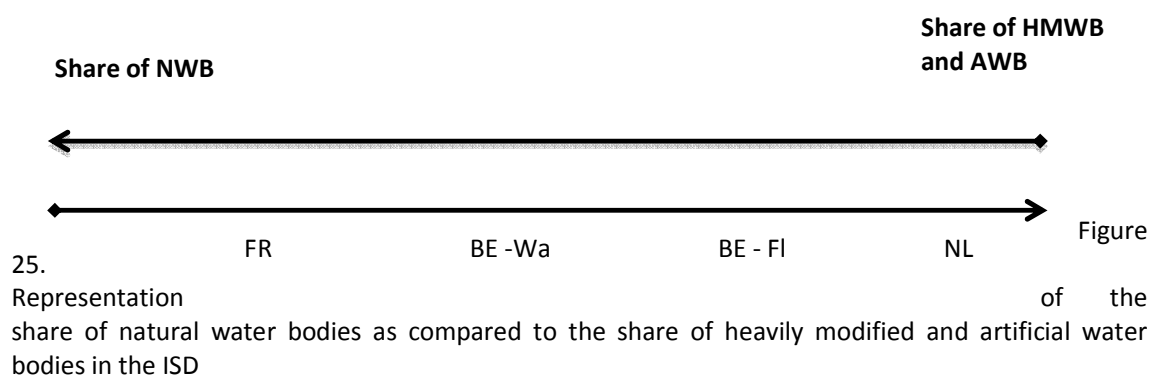 Share of HMWB
and AWB
Share of NWB
FR BE -Wa BE - Fl NL Figure
25.
Representation of the
share of natural water bodies as compared to the share of heavily modified and artificial water
bodies in the ISD